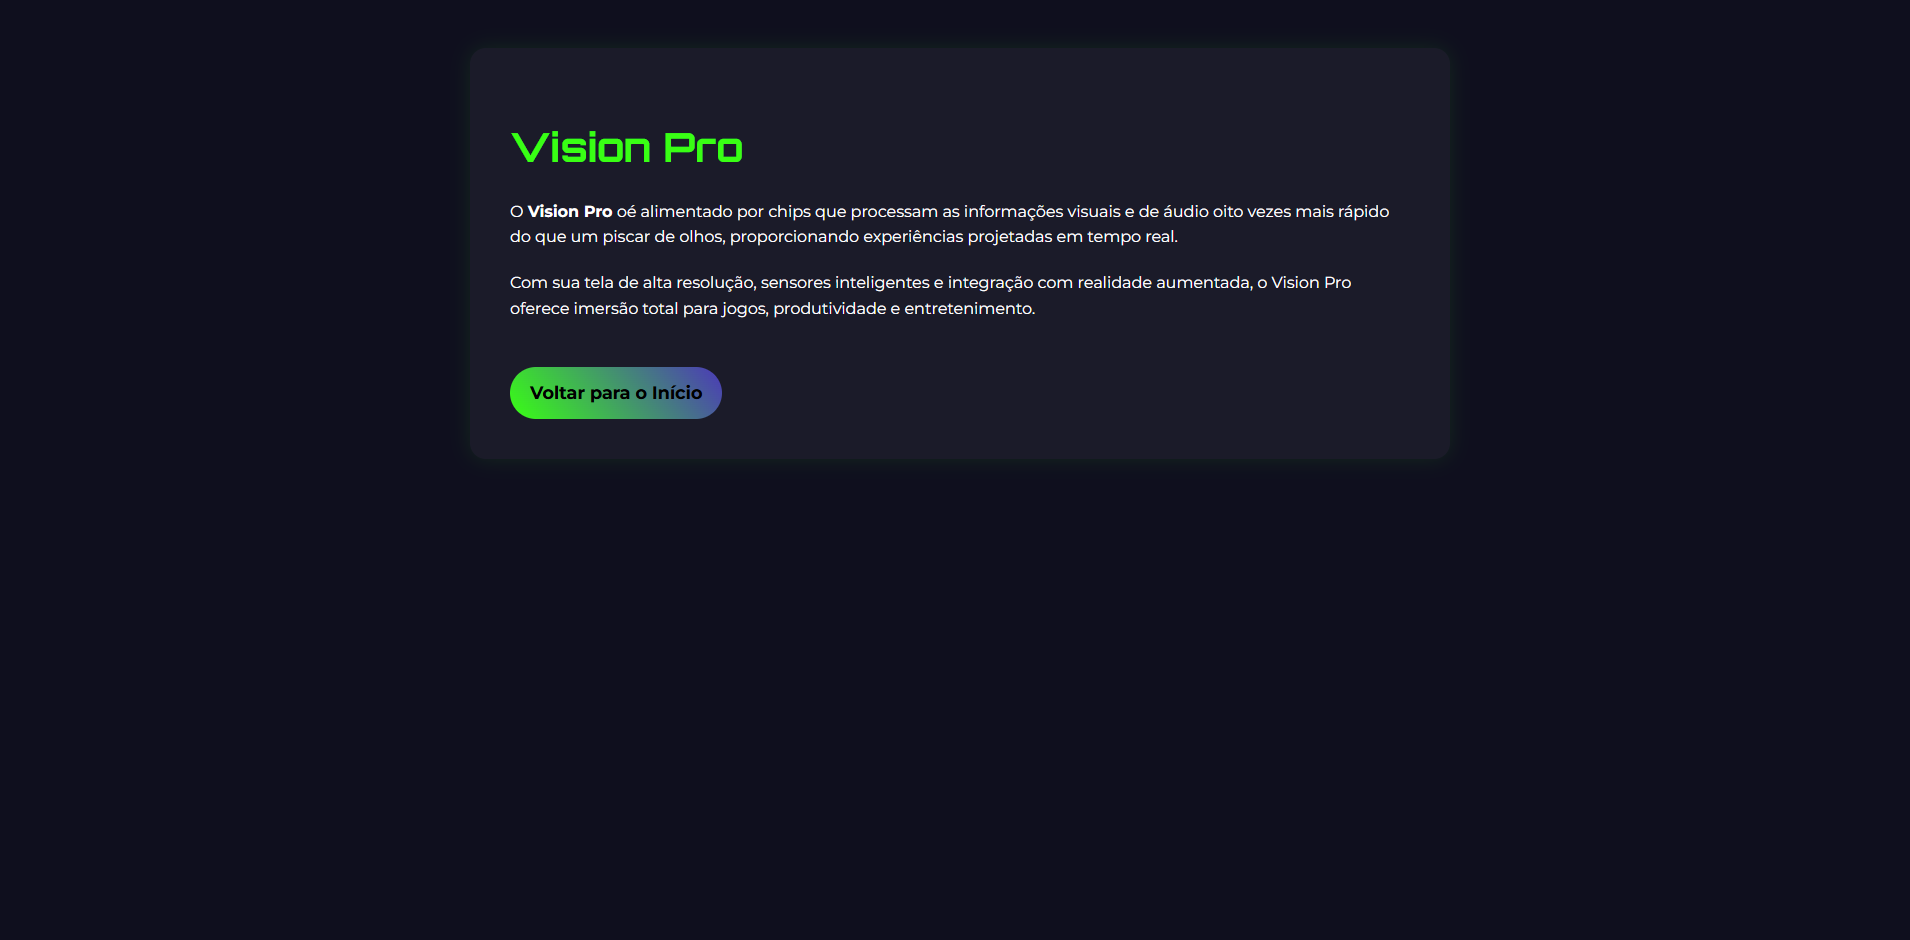 Vision Pro
O Vision Pro oé alimentado por chips que processam as informações visuais e de áudio oito vezes mais rápido
do que um piscar de olhos, proporcionando experiências projetadas em tempo real.
Com sua tela de alta resolução, sensores inteligentes e integração com realidade aumentada, o Vision Pro
oferece imersão total para jogos, produtividade e entretenimento.
Voltar para o Início